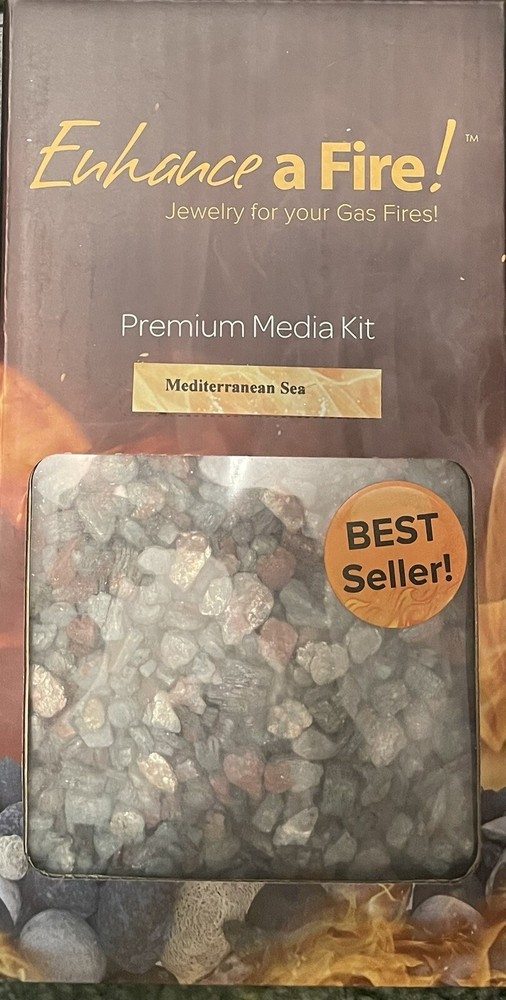 Enhance a Fire! ™
Jewelry for your Gas Fires!
Premium Media Kit
Mediterranean Sea
BEST
Seller!